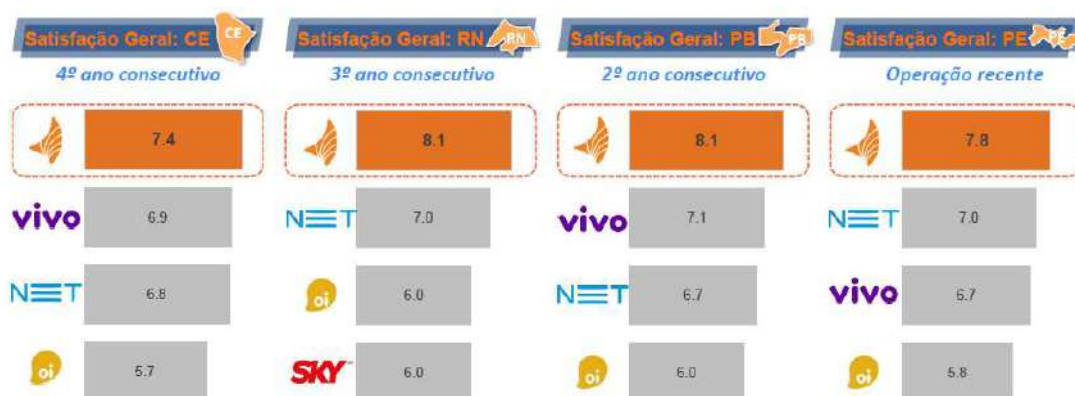 Satisfação Geral: CE
CE
4º ano consecutivo
7.4
vivo
6.9
NET
6.8
oi
5.7
Satisfação Geral: RN
RN
3º ano consecutivo
8.1
NET
7.0
oi
6.0
SKY
6.0
Satisfação Geral: PB
PB
2º ano consecutivo
8.1
vivo
7.1
NET
6.7
oi
6.0
Satisfação Geral: PE
PE
Operação recente
7.8
NET
7.0
vivo
6.7
oi
5.8